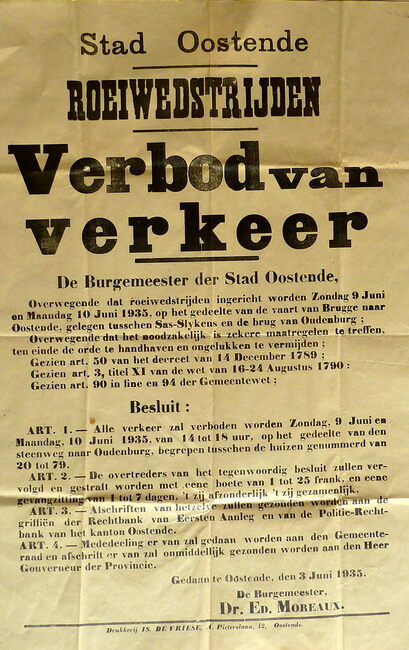 Stad Oostende
ROEIWEDSTRIJDEN
Verbod van
verkeer
De Burgemeester der Stad Oostende,
Overwegende dat roeiwedstrijden ingericht worden Zondag 9 Juni
en Maandag 10 Juni 1935, op het gedeelte van de vaart van Brugge naar
Oostende, gelegen tusschen Sas-Slykens en de brug van Oudenburg ;
Overwegende dat het noodzakelijk is zekere maatregelen te treffen,
ten einde de orde te handhaven en ongelukken te vermijden ;
Gezien art. 50 van het decreet van 14 December 1789 ;
Gezien art. 3, titel XI van de wet van 16-24 Augustus 1790 ;
Gezien art. 90 in fine en 94 der Gemeentewet ;
Besluit :
ART. 1. — Alle verkeer zal verboden worden Zondag, 9 Juni en
Maandag, 10 Juni 1935, van 14 tot 18 uur, op het gedeelte van den
steenweg naar Oudenburg, begrepen tusschen de huizen genummerd van
20 tot 79.
ART. 2. — De overtreders van het tegenwoordig besluit zullen ver-
volgd en gestraft worden met eene boete van 1 tot 25 frank, en eene
gevangzitting van 1 tot 7 dagen, 't zij afzonderlijk 't zij gezamenlijk.
ART. 3. — Afschriften van hetzelve zullen gezonden worden aan de
griffiën der Rechtbank van Eersten Aanleg en van de Politie-Recht-
bank van het kanton Oostende.
ART. 4. — Mededeeling er van zal gedaan worden aan den Gemeente-
raad en afschrift er van zal onmiddellijk gezonden worden aan den Heer
Gouverneur der Provincie.
Gedaan te Oostende, den 3 Juni 1935.
De Burgemeester,
Dr. ED. MOREAUX.
Drukkerij IS. DE VRIESE, A. Pieterslaan, 42, Oostende.